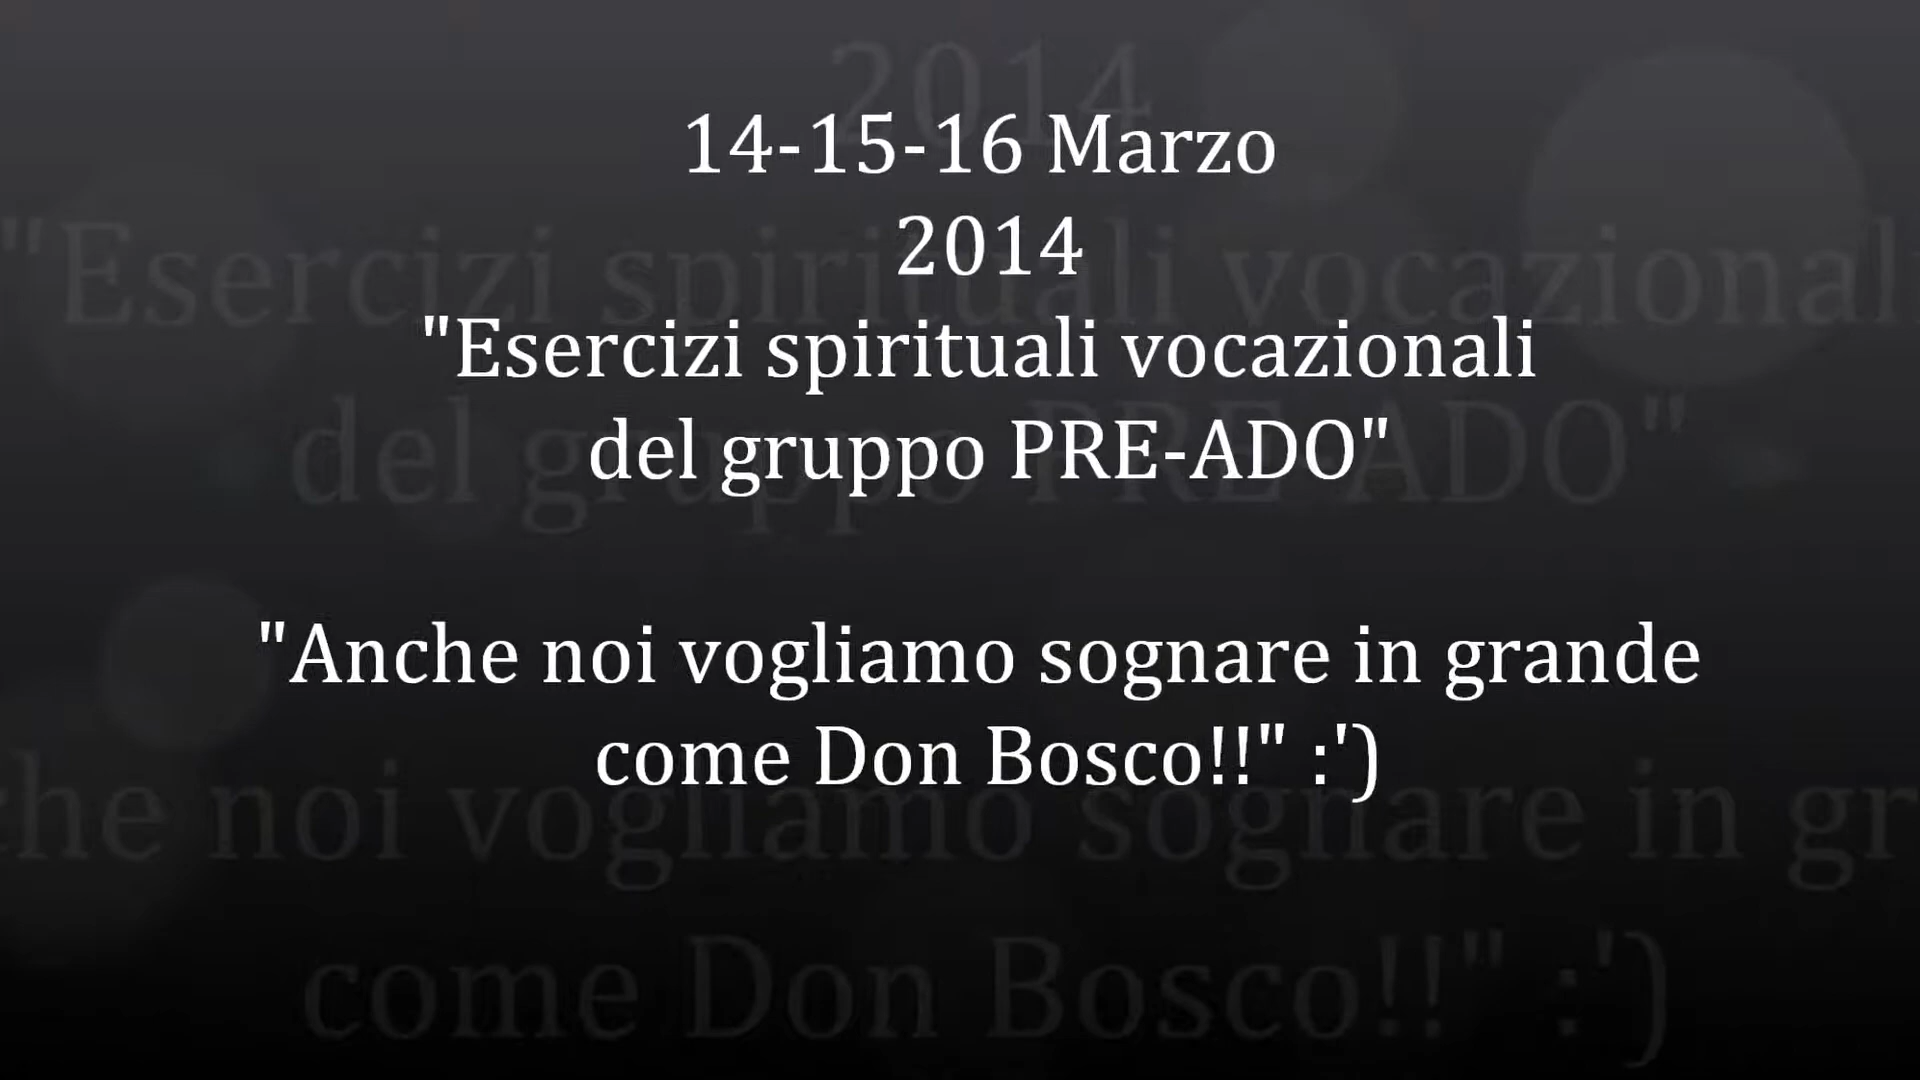 14-15-16 Marzo
2014
"Esercizi spirituali vocazionali
del gruppo PRE-ADO"
"Anche noi vogliamo sognare in grande
come Don Bosco!!" :')